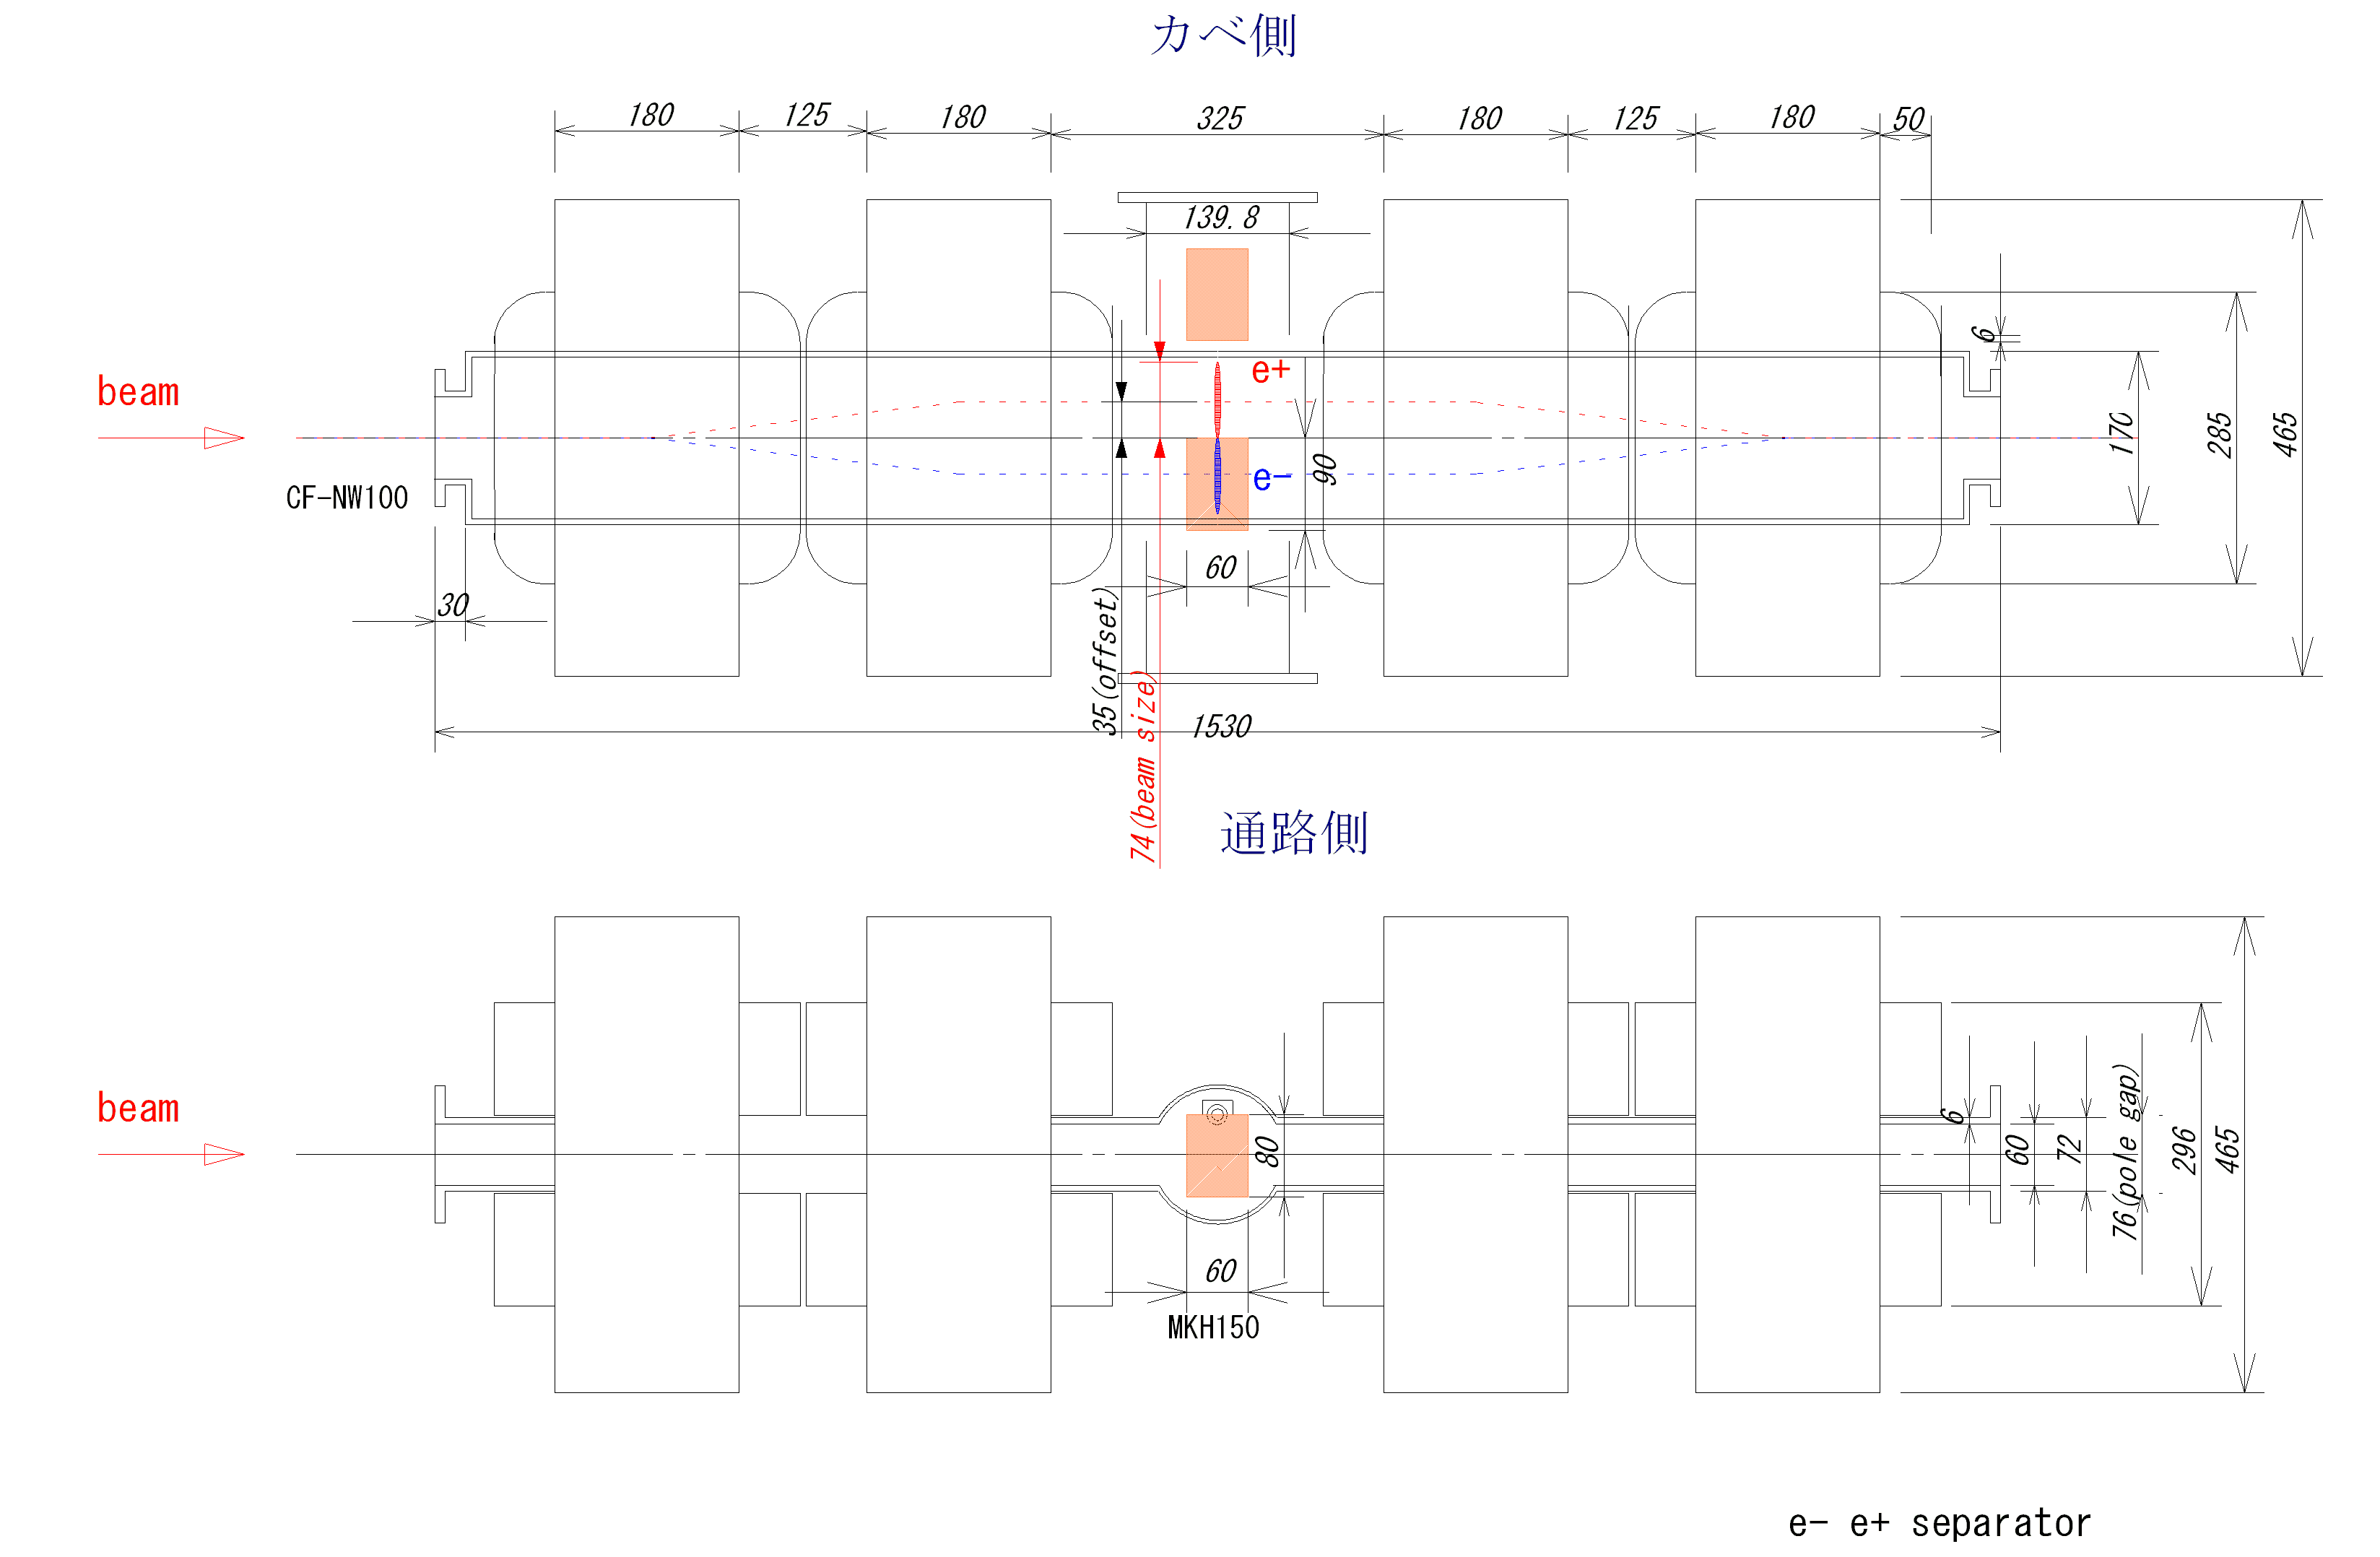 カベ側
180 125 180 325 180 125 180 50
139.8
6
e+
beam
e-
90
170
285
465
CF-NW100
60
30
35(offset)
74(beam size)
1530
通路側
beam
6
80
60
72
76(pole gap)
296
465
60
MKH150
e- e+ separator